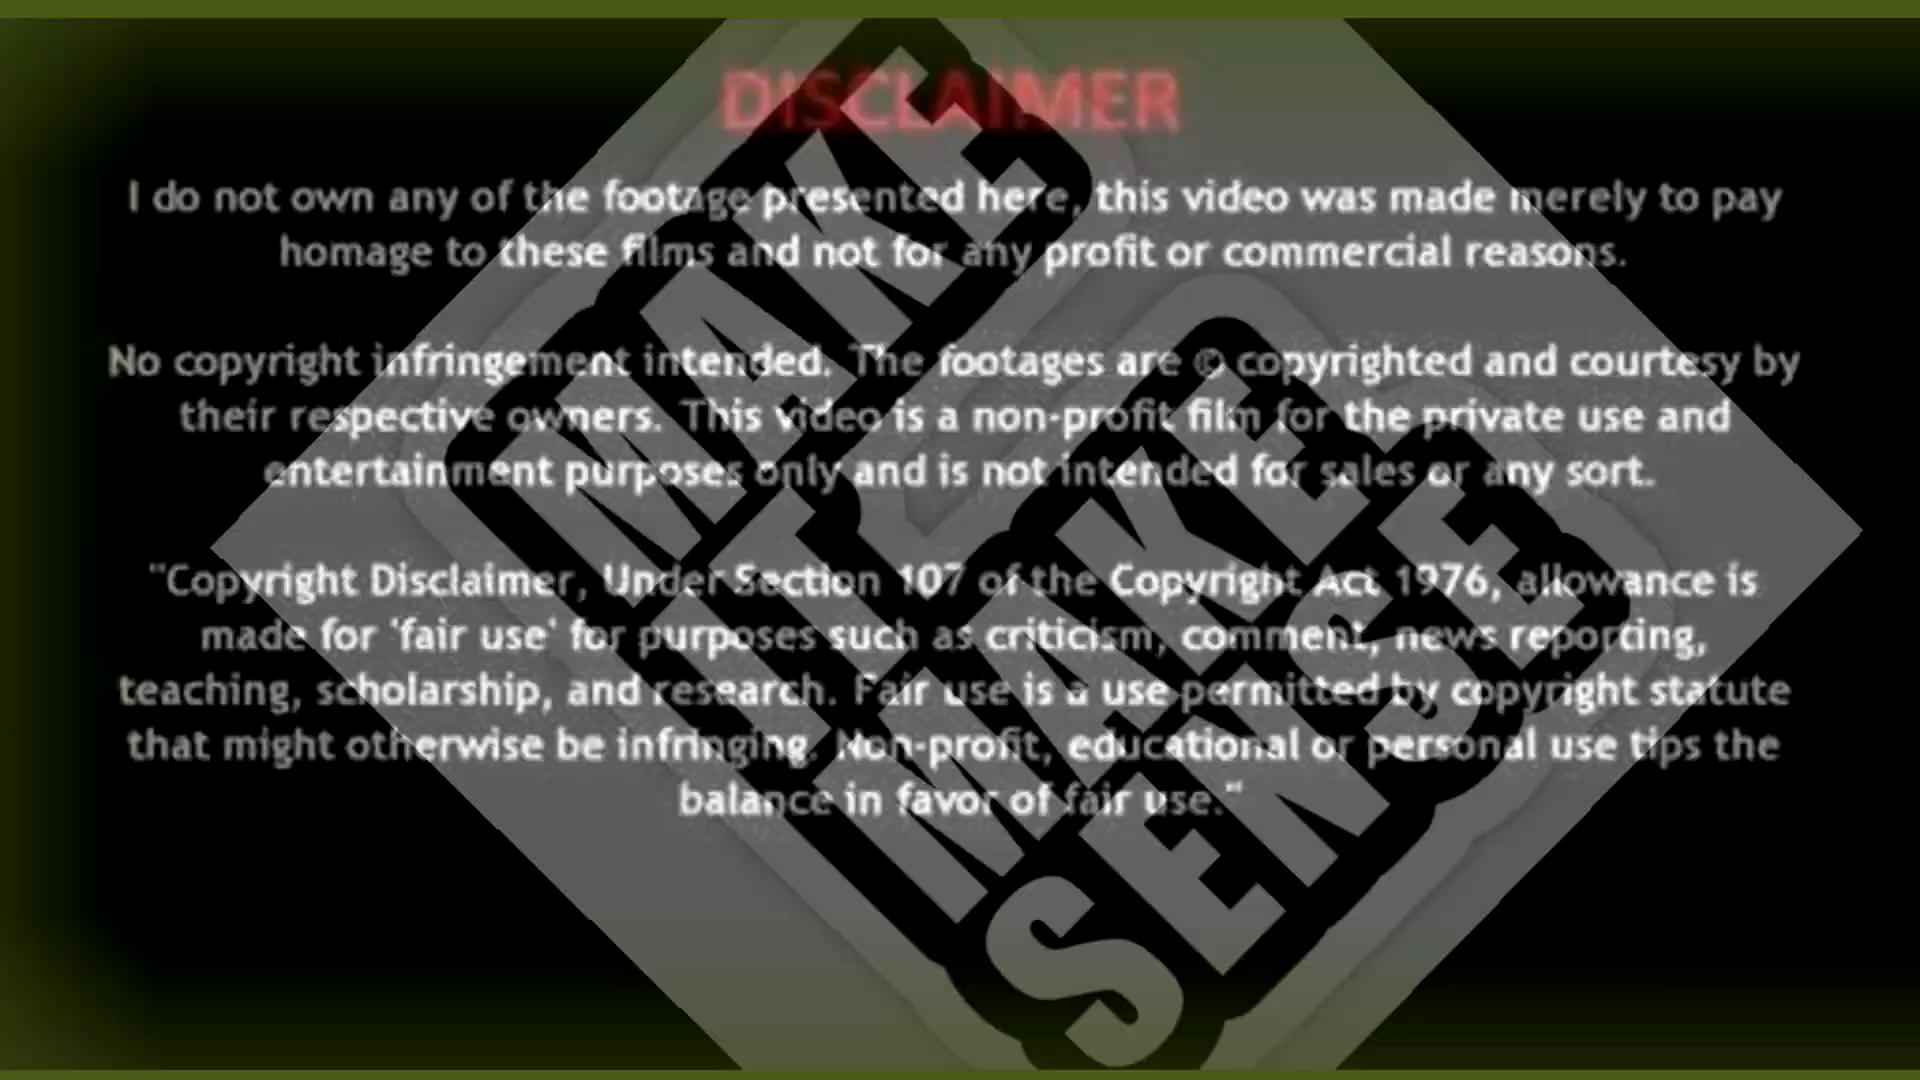 DISCLAIMER
I do not own any of the footage presented here, this video was made merely to pay
homage to these films and not for any profit or commercial reasons.
No copyright infringement intended. The footages are © copyrighted and courtesy by
their respective owners. This video is a non-profit film for the private use and
entertainment purposes only and is not intended for sales or any sort.
"Copyright Disclaimer, Under Section 107 of the Copyright Act 1976, allowance is
made for 'fair use' for purposes such as criticism, comment, news reporting,
teaching, scholarship, and research. Fair use is a use permitted by copyright statute
that might otherwise be infringing. Non-profit, educational or personal use tips the
balance in favor of fair use."
MAKE
IT
MAKE
SENSE